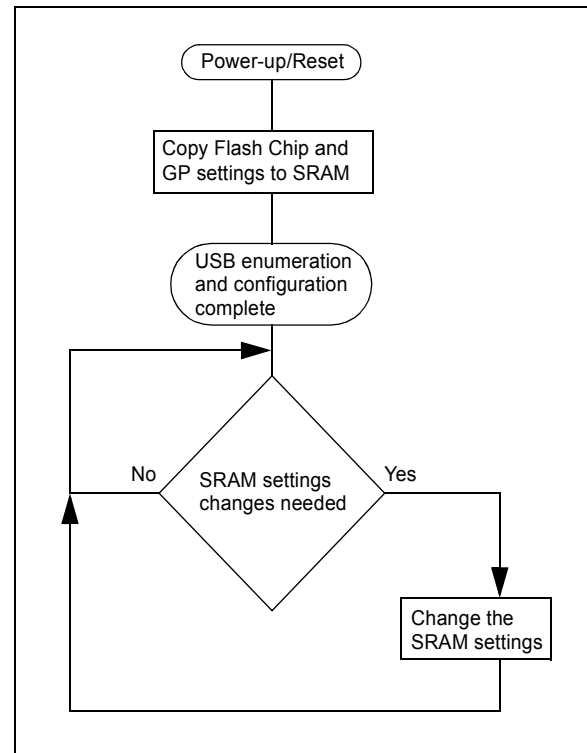 Power-up/Reset
Copy Flash Chip and
GP settings to SRAM
USB enumeration
and configuration
complete
No
SRAM settings
changes needed
Yes
Change the
SRAM settings